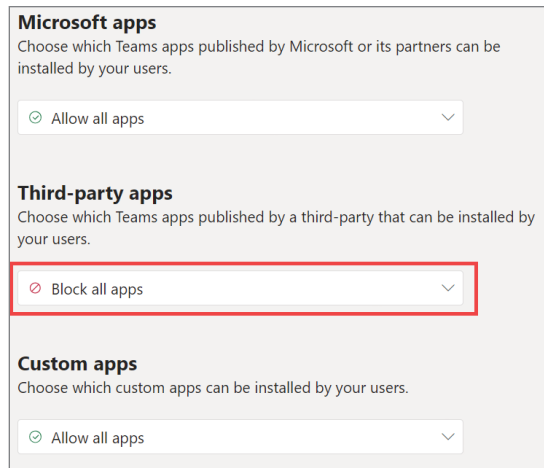 Microsoft apps
Choose which Teams apps published by Microsoft or its partners can be
installed by your users.
Allow all apps
Third-party apps
Choose which Teams apps published by a third-party that can be installed by
your users.
Block all apps
Custom apps
Choose which custom apps can be installed by your users.
Allow all apps